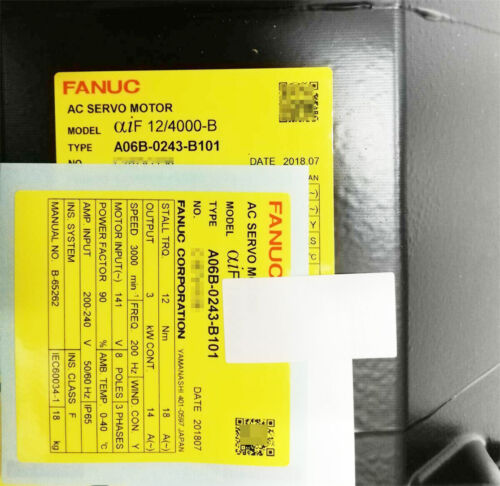 FANUC
AC SERVO MOTOR
MODEL αiF 12/4000-B
TYPE A06B-0243-B101
NO.
DATE 2018.07
FANUC
AC SERVO MO
MODEL αiF
TYPE A06B-0243-B101
NO.
DATE 201807
FANUC CORPORATION YAMANASHI 401-0597 JAPAN
STALL TRQ. 12 Nm CONT. 14 A(~)
OUTPUT 3 kW CONT. 14 A(~)
SPEED 3000 min-1 FREQ. 200 Hz WIND CON. Y
MOTOR INPUT(~) 141 V 8 POLES 3 PHASES
POWER FACTOR 90 % AMB. TEMP. 0-40 ℃
AMP INPUT 200-240 V 50/60 Hz IP65
INS. SYSTEM INS. CLASS F
MANUAL NO. B-65262 IEC60034-1 18 kg